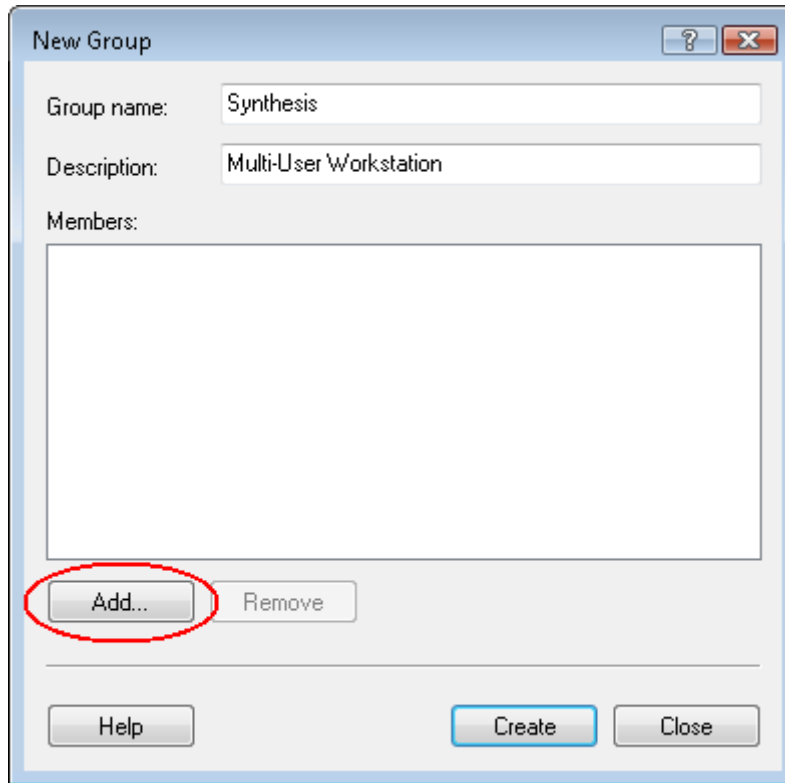 New Group
Group name: Synthesis
Description: Multi-User Workstation
Members:
Add... Remove
Help Create Close